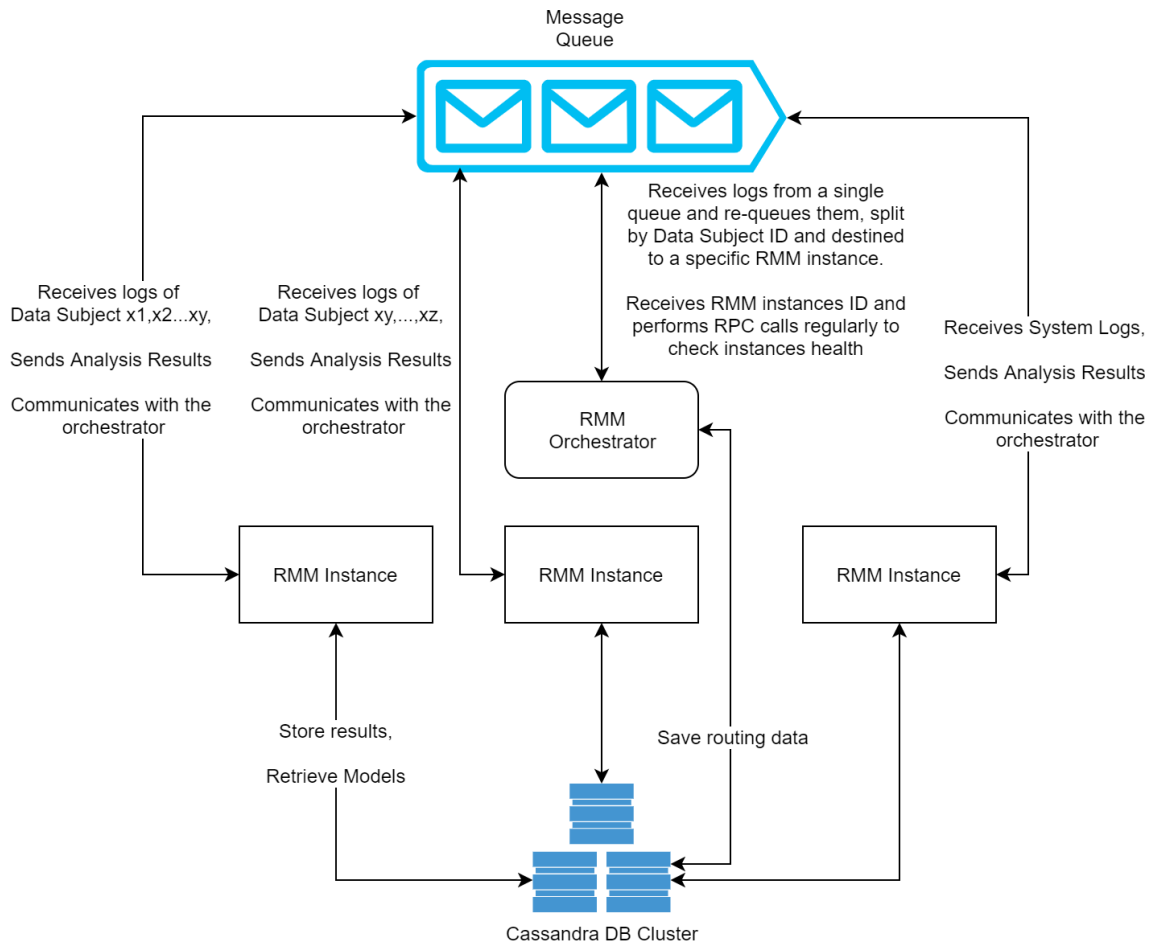 Message
Queue
Receives logs from a single
queue and re-queues them, split
by Data Subject ID and destined
to a specific RMM instance.
Receives RMM instances ID and
performs RPC calls regularly to
check instances health
Receives logs of
Data Subject x1,x2...xy,
Sends Analysis Results
Communicates with the
orchestrator
Receives logs of
Data Subject xy,...,xz,
Sends Analysis Results
Communicates with the
orchestrator
Receives System Logs,
Sends Analysis Results
Communicates with the
orchestrator
RMM
Orchestrator
RMM Instance
RMM Instance
RMM Instance
Store results,
Retrieve Models
Save routing data
Cassandra DB Cluster